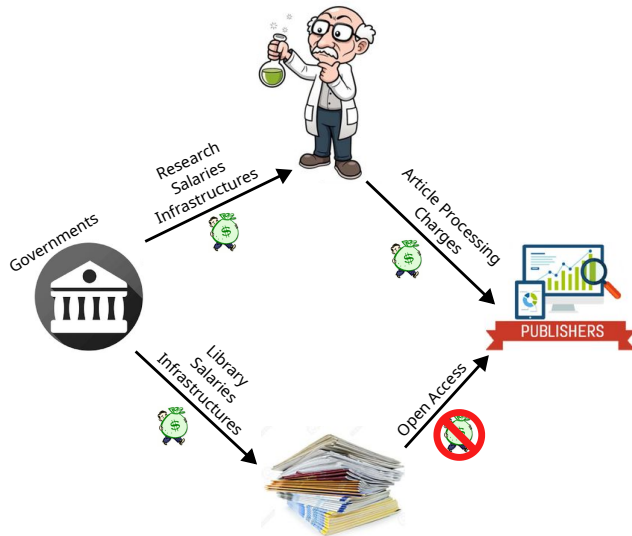 Research
Salaries
Infrastructures
Article Processing
Charges
Governments
PUBLISHERS
Library
Salaries
Infrastructures
Open Access
$
$
$
$